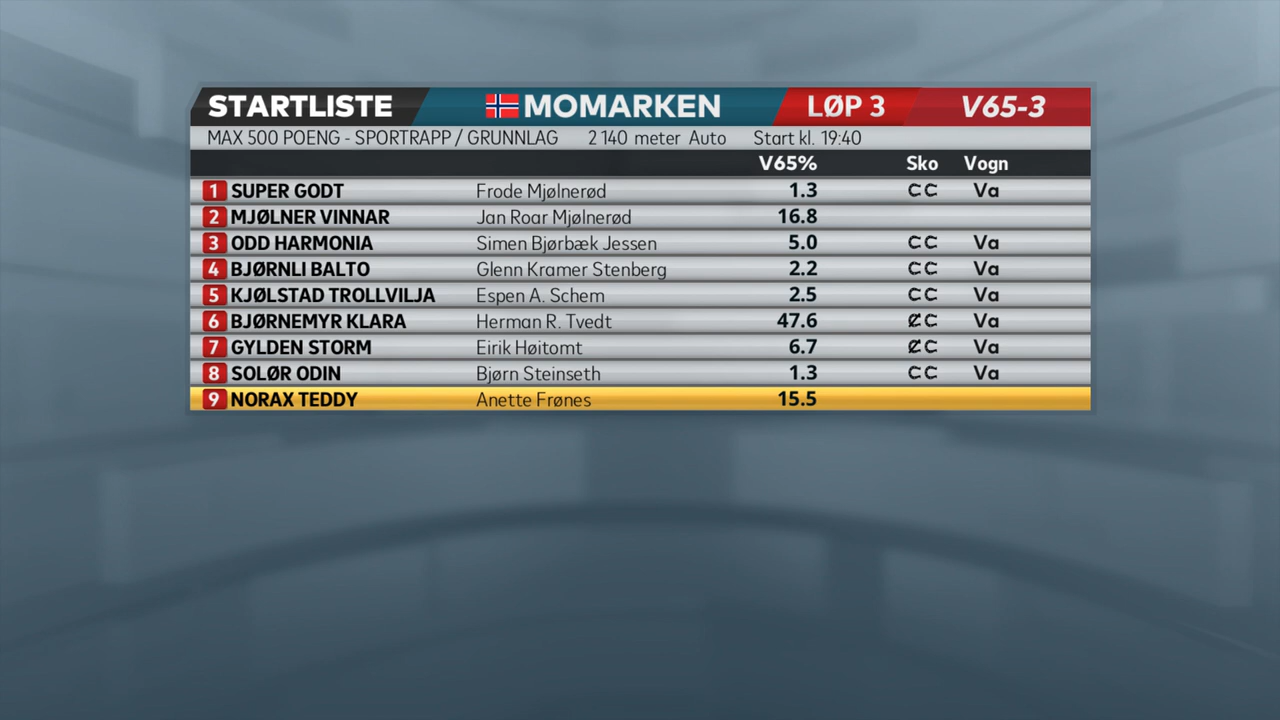 STARTLISTE MOMARKEN LØP 3 V65-3
MAX 500 POENG - SPORTRAPP / GRUNNLAG 2 140 meter Auto Start kl. 19:40
V65% Sko Vogn
1 SUPER GODT Frode Mjølnerød 1.3 C C Va
2 MJØLNER VINNAR Jan Roar Mjølnerød 16.8
3 ODD HARMONIA Simen Bjørbæk Jessen 5.0 C C Va
4 BJØRNLI BALTO Glenn Kramer Stenberg 2.2 C C Va
5 KJØLSTAD TROLLVILJA Espen A. Schem 2.5 C C Va
6 BJØRNEMYR KLARA Herman R. Tvedt 47.6 Ȼ C Va
7 GYLDEN STORM Eirik Høitomt 6.7 Ȼ C Va
8 SOLØR ODIN Bjørn Steinseth 1.3 C C Va
9 NORAX TEDDY Anette Frønes 15.5